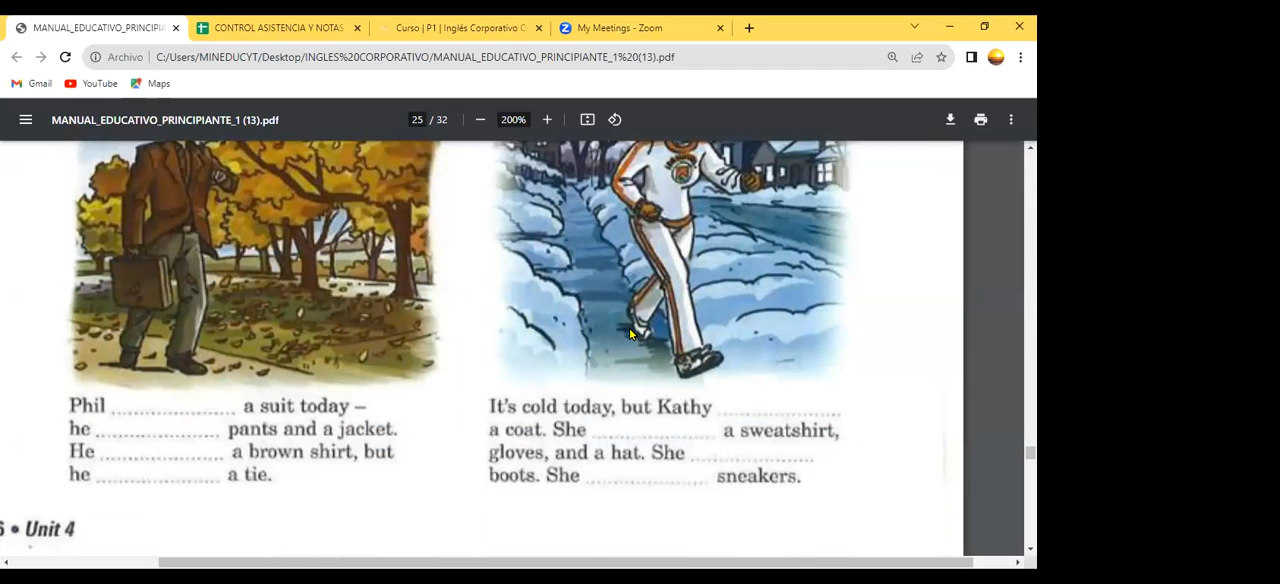 MANUAL_EDUCATIVO_PRINCIPIA
CONTROL ASISTENCIA Y NOTAS
Curso | P1 | Inglés Corporativo C
My Meetings - Zoom
Archivo
C:/Users/MINEDUCYT/Desktop/INGLES%20CORPORATIVO/MANUAL_EDUCATIVO_PRINCIPIANTE_1%20(13).pdf
Gmail
YouTube
Maps
MANUAL_EDUCATIVO_PRINCIPIANTE_1 (13).pdf
25 / 32
200%
Phil ........................ a suit today –
he ........................ pants and a jacket.
He ........................ a brown shirt, but
he ........................ a tie.
It's cold today, but Kathy ........................
a coat. She ........................ a sweatshirt,
gloves, and a hat. She ........................
boots. She ........................ sneakers.
6 • Unit 4